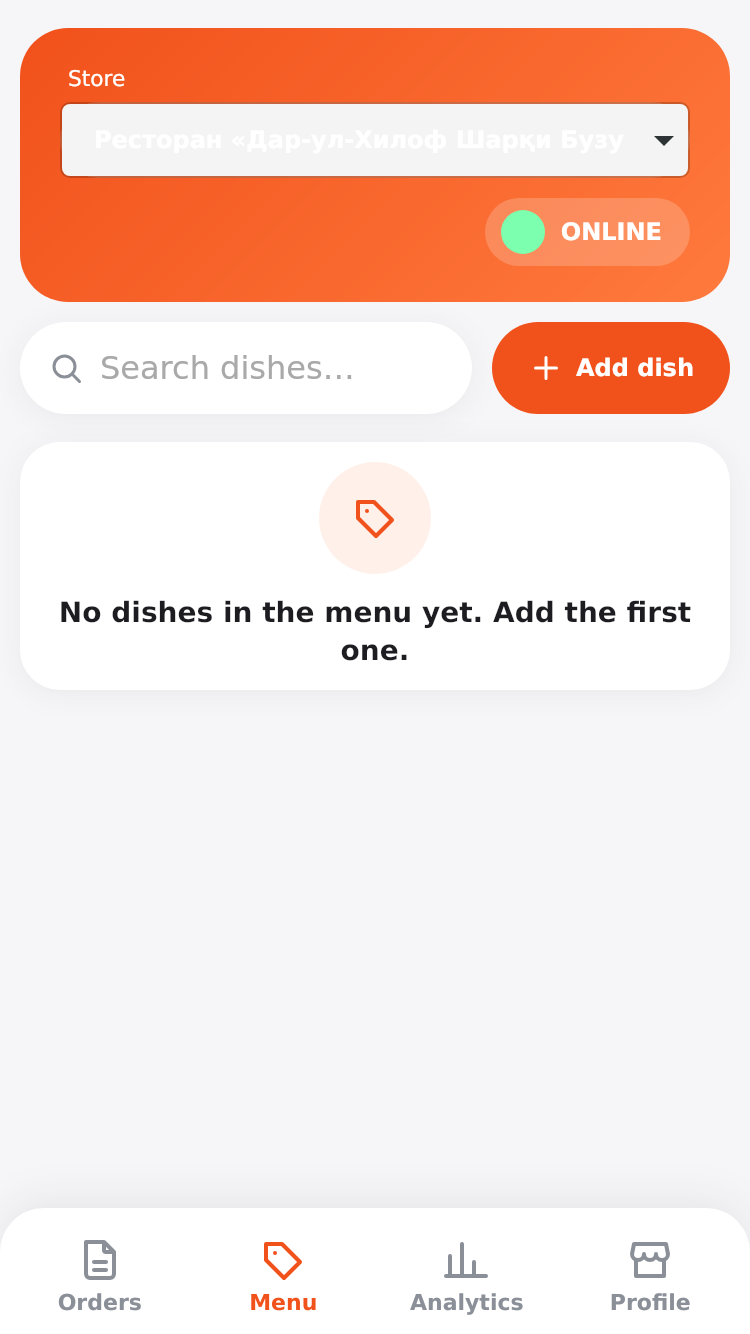 Store
Ресторан «Дар-ул-Хилоф Шарқи Бузу
ONLINE
Search dishes...
Add dish
No dishes in the menu yet. Add the first
one.
Orders
Menu
Analytics
Profile